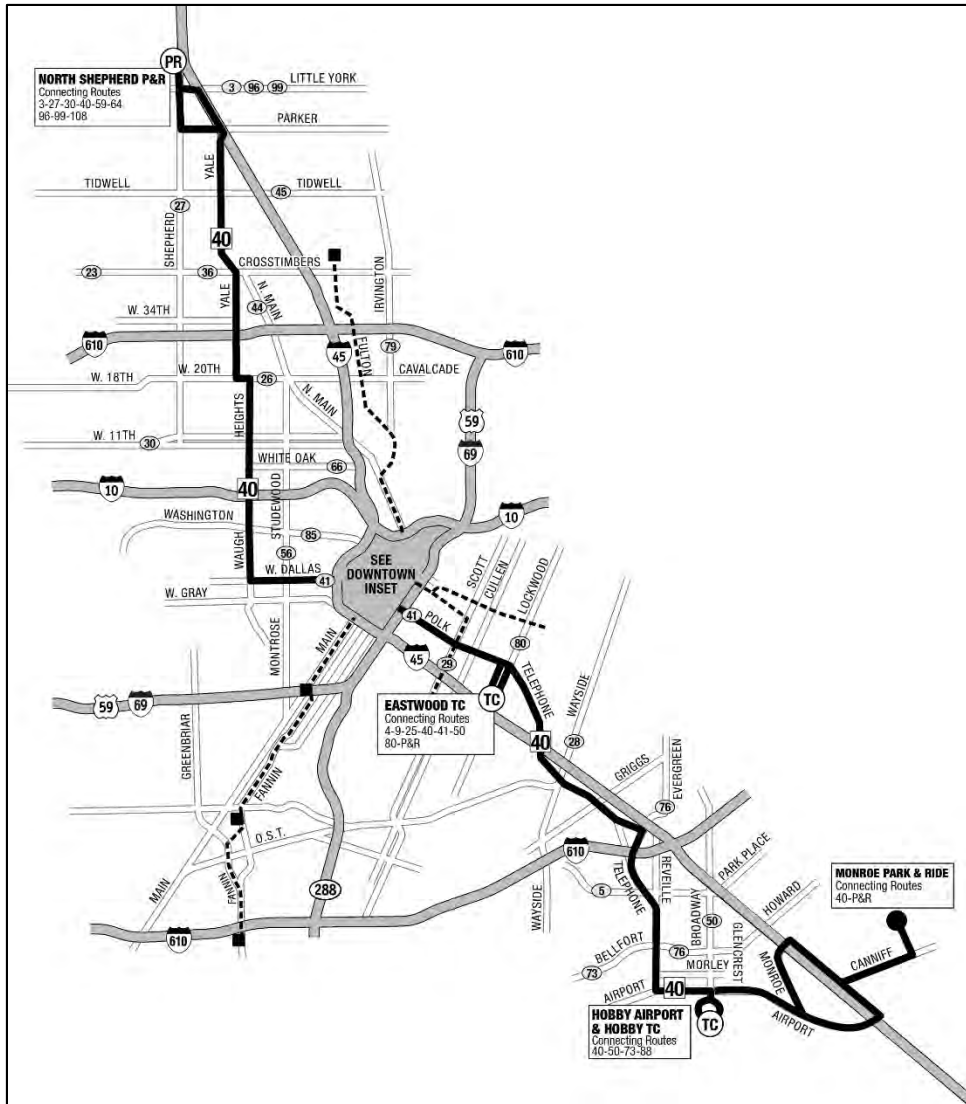 PR
NORTH SHEPHERD P&R
Connecting Routes
3-27-30-40-59-64
96-99-108
3 96 99
LITTLE YORK
PARKER
YALE
TIDWELL
45
TIDWELL
27
SHEPHERD
40
CROSSTIMBERS
23
36
YALE
N. MAIN
44
IRVINGTON
W. 34TH
610
45
FULTON
79
610
W. 18TH
W. 20TH
26
CAVALCADE
N. MAIN
HEIGHTS
59
69
W. 11TH
30
WHITE OAK
66
10
40
STUDEWOOD
10
WASHINGTON
85
WAUGH
56
SEE
DOWNTOWN
INSET
W. DALLAS
41
W. GRAY
SCOTT
CULLEN
LOCKWOOD
41
POLK
MONTROSE
MAIN
45
29
80
TELEPHONE
WAYSIDE
TC
EASTWOOD TC
Connecting Routes
4-9-25-40-41-50
80-P&R
59
69
GREENBRIAR
40
28
FANNIN
GRIGGS
EVERGREEN
76
O.S.T.
610
MAIN
FANNIN
288
WAYSIDE
TELEPHONE
5
REVEILLE
PARK PLACE
BROADWAY
50
HOWARD
MONROE PARK & RIDE
Connecting Routes
40-P&R
610
BELLFORT
76
GLENCREST
73
MORLEY
MONROE
CANNIFF
AIRPORT
40
AIRPORT
HOBBY AIRPORT
& HOBBY TC
Connecting Routes
40-50-73-88
TC